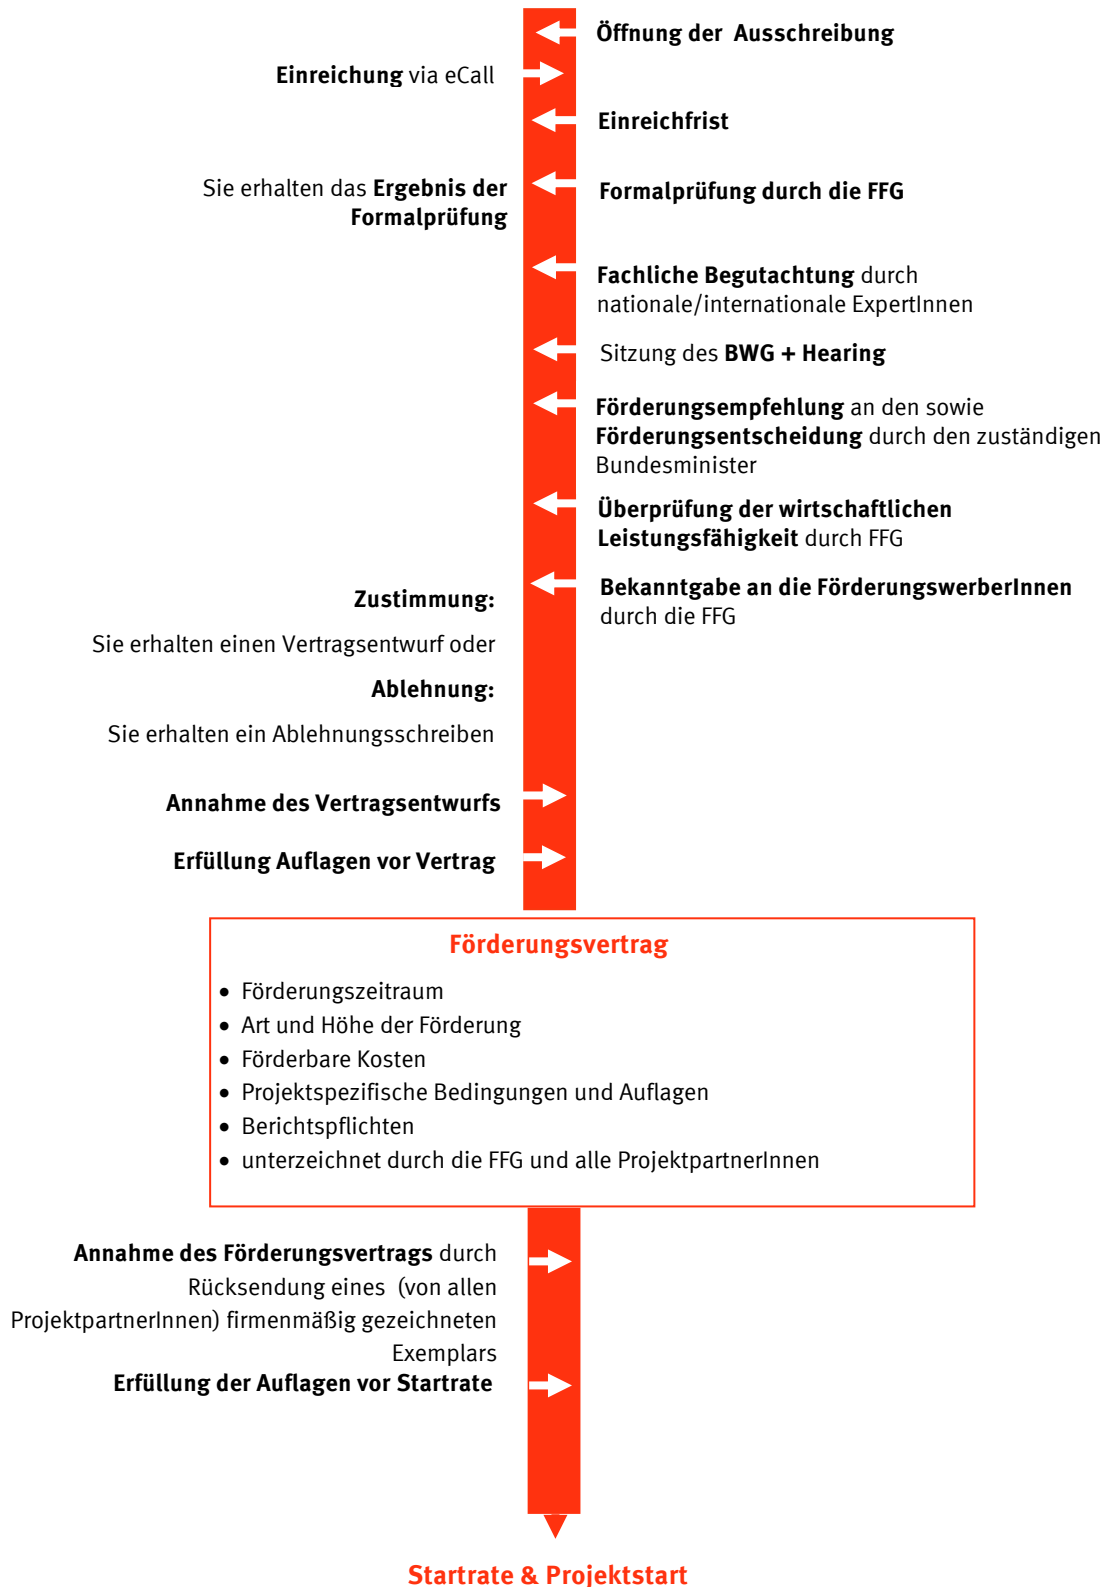 Öffnung der Ausschreibung
Einreichung via eCall
Einreichfrist
Sie erhalten das Ergebnis der
Formalprüfung
Formalprüfung durch die FFG
Fachliche Begutachtung durch
nationale/internationale ExpertInnen
Sitzung des BWG + Hearing
Förderungsempfehlung an den sowie
Förderungsentscheidung durch den zuständigen
Bundesminister
Überprüfung der wirtschaftlichen
Leistungsfähigkeit durch FFG
Bekanntgabe an die FörderungswerberInnen
durch die FFG
Zustimmung:
Sie erhalten einen Vertragsentwurf oder
Ablehnung:
Sie erhalten ein Ablehnungsschreiben
Annahme des Vertragsentwurfs
Erfüllung Auflagen vor Vertrag
Förderungsvertrag
• Förderungszeitraum
• Art und Höhe der Förderung
• Förderbare Kosten
• Projektspezifische Bedingungen und Auflagen
• Berichtspflichten
• unterzeichnet durch die FFG und alle ProjektpartnerInnen
Annahme des Förderungsvertrags durch
Rücksendung eines (von allen
ProjektpartnerInnen) firmenmäßig gezeichneten
Exemplars
Erfüllung der Auflagen vor Startrate
Startrate & Projektstart